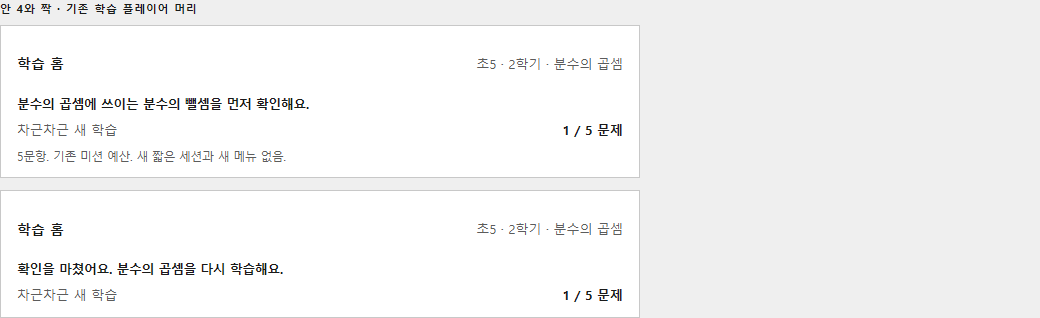 안 4와 짝 · 기존 학습 플레이어 머리
학습 홈
초5 · 2학기 · 분수의 곱셈
분수의 곱셈에 쓰이는 분수의 뺄셈을 먼저 확인해요.
차근차근 새 학습
1 / 5 문제
5문항. 기존 미션 예산. 새 짧은 세션과 새 메뉴 없음.
학습 홈
초5 · 2학기 · 분수의 곱셈
확인을 마쳤어요. 분수의 곱셈을 다시 학습해요.
차근차근 새 학습
1 / 5 문제